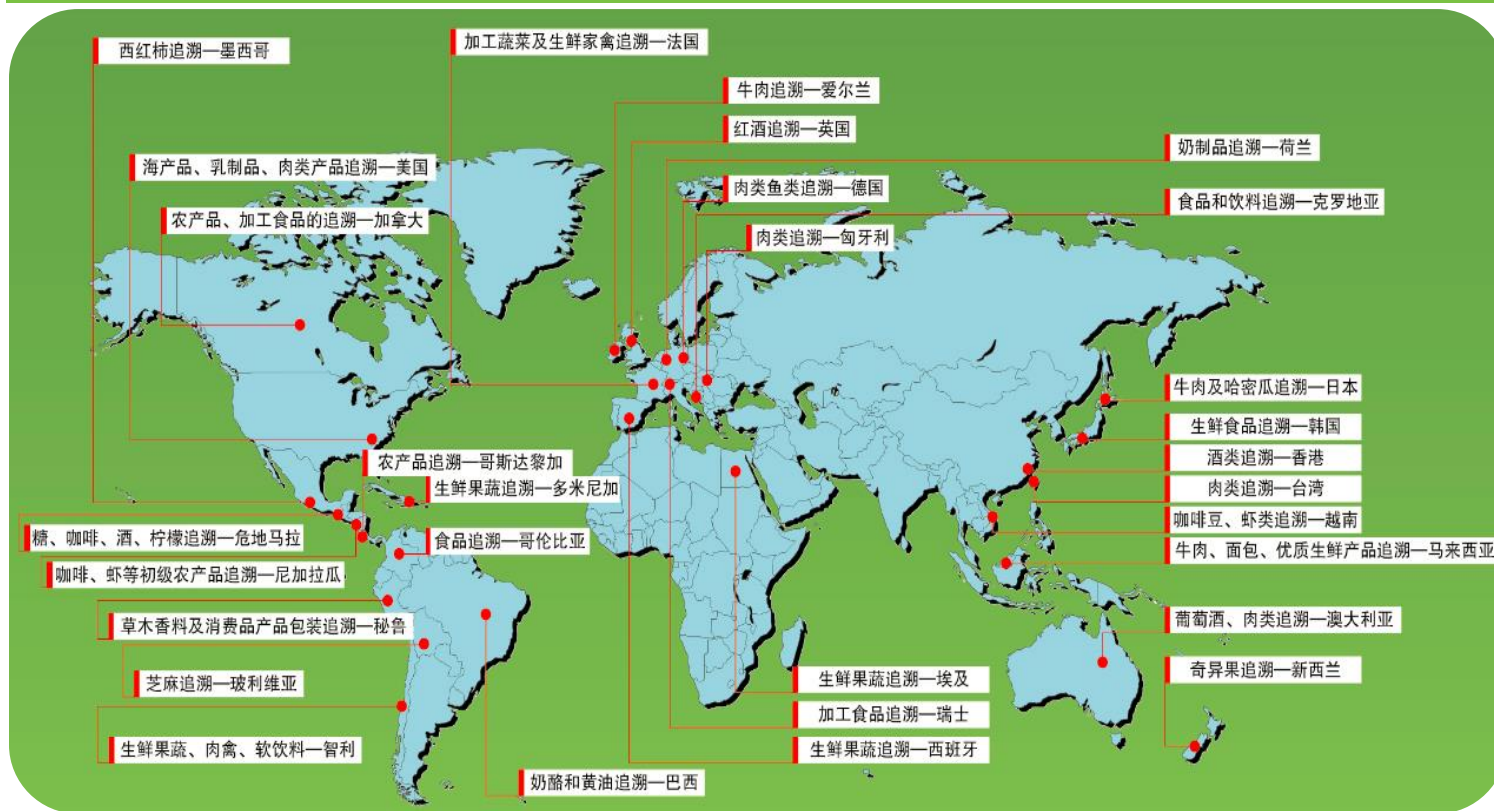 西红柿追溯—墨西哥
加工蔬菜及生鲜家禽追溯—法国
牛肉追溯—爱尔兰
红酒追溯—英国
奶制品追溯—荷兰
海产品、乳制品、肉类产品追溯—美国
肉类鱼类追溯—德国
食品和饮料追溯—克罗地亚
农产品、加工食品的追溯—加拿大
肉类追溯—匈牙利
牛肉及哈密瓜追溯—日本
生鲜食品追溯—韩国
农产品追溯—哥斯达黎加
酒类追溯—香港
生鲜果蔬追溯—多米尼加
肉类追溯—台湾
咖啡豆、虾类追溯—越南
糖、咖啡、酒、柠檬追溯—危地马拉
食品追溯—哥伦比亚
牛肉、面包、优质生鲜产品追溯—马来西亚
咖啡、虾等初级农产品追溯—尼加拉瓜
草木香料及消费品产品包装追溯—秘鲁
葡萄酒、肉类追溯—澳大利亚
芝麻追溯—玻利维亚
生鲜果蔬追溯—埃及
奇异果追溯—新西兰
加工食品追溯—瑞士
生鲜果蔬、肉禽、软饮料—智利
生鲜果蔬追溯—西班牙
奶酪和黄油追溯—巴西